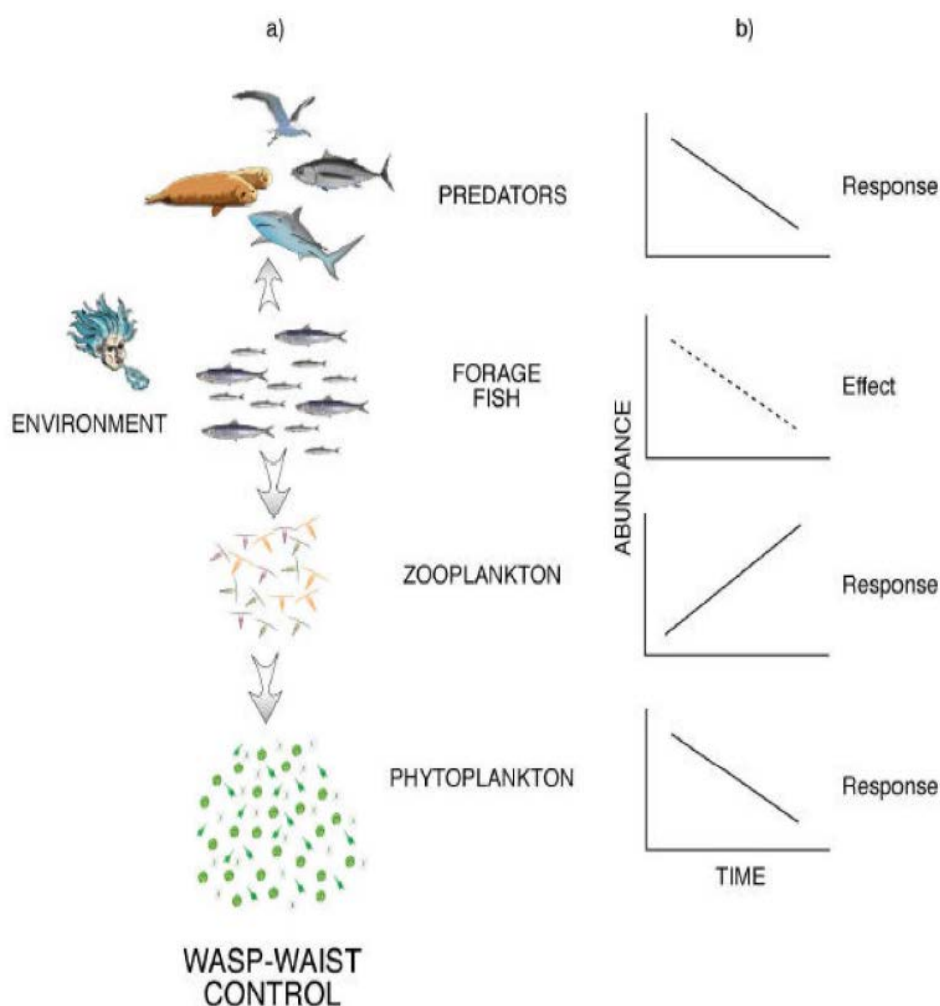 a)
b)
PREDATORS
Response
ENVIRONMENT
FORAGE
FISH
ABUNDANCE
Effect
ZOOPLANKTON
Response
PHYTOPLANKTON
Response
TIME
WASP-WAIST
CONTROL